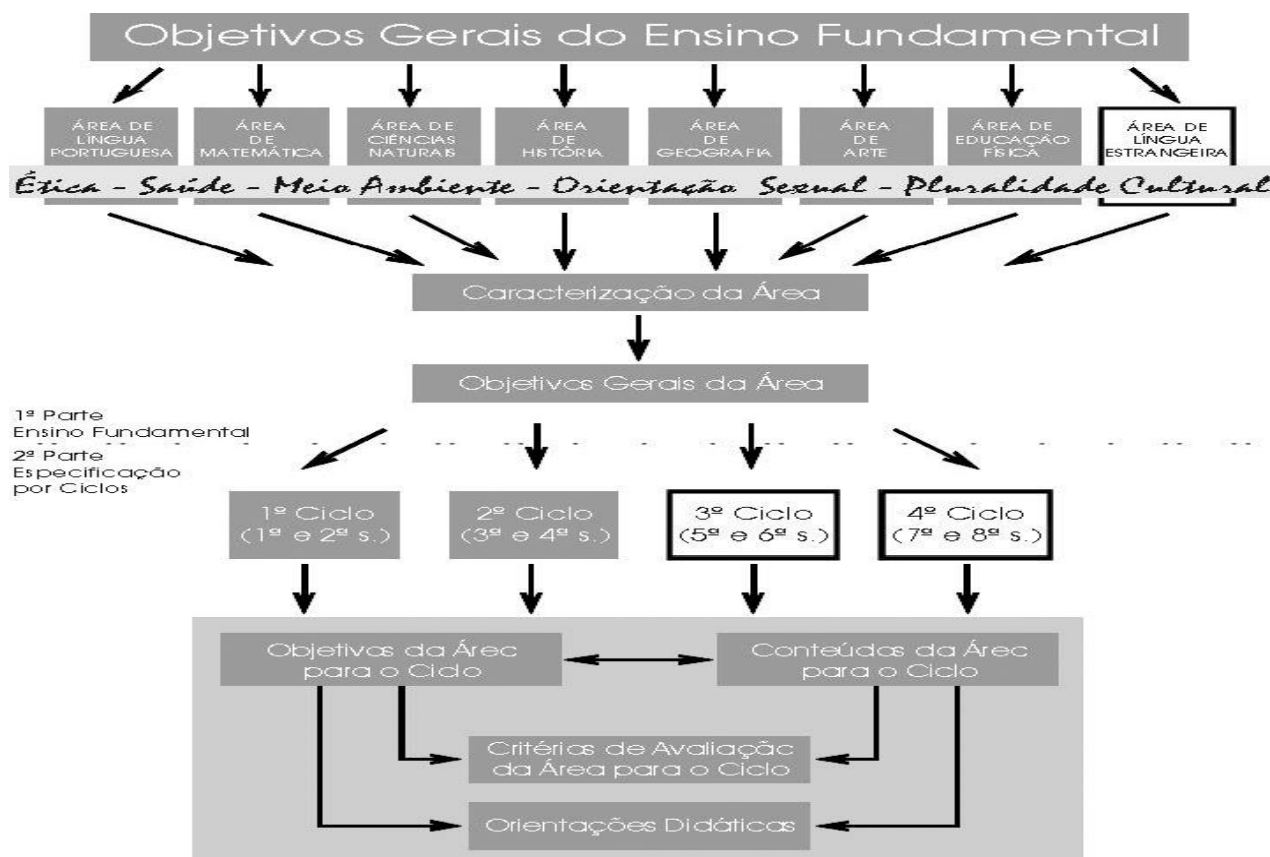 Objetivos Gerais do Ensino Fundamental
ÁREA DE
LÍNGUA
PORTUGUESA
ÁREA
DE
MATEMÁTICA
ÁREA DE
CIÊNCIAS
NATURAIS
ÁREA
DE
HISTÓRIA
ÁREA
DE
GEOGRAFIA
ÁREA
DE
ARTE
ÁREA DE
EDUCAÇÃO
FÍSICA
ÁREA DE
LÍNGUA
ESTRANGEIRA
Ética - Saúde - Meio Ambiente - Orientação Sexual - Pluralidade Cultural
Caracterização da Área
Objetivos Gerais da Área
1ª Parte
Ensino Fundamental
2ª Parte
Especificação
por Ciclos
1º Ciclo
(1ª e 2ª s.)
2º Ciclo
(3ª e 4ª s.)
3º Ciclo
(5ª e 6ª s.)
4º Ciclo
(7ª e 8ª s.)
Objetivos da Área
para o Ciclo
Conteúdos da Área
para o Ciclo
Critérios de Avaliação
da Área para o Ciclo
Orientações Didáticas